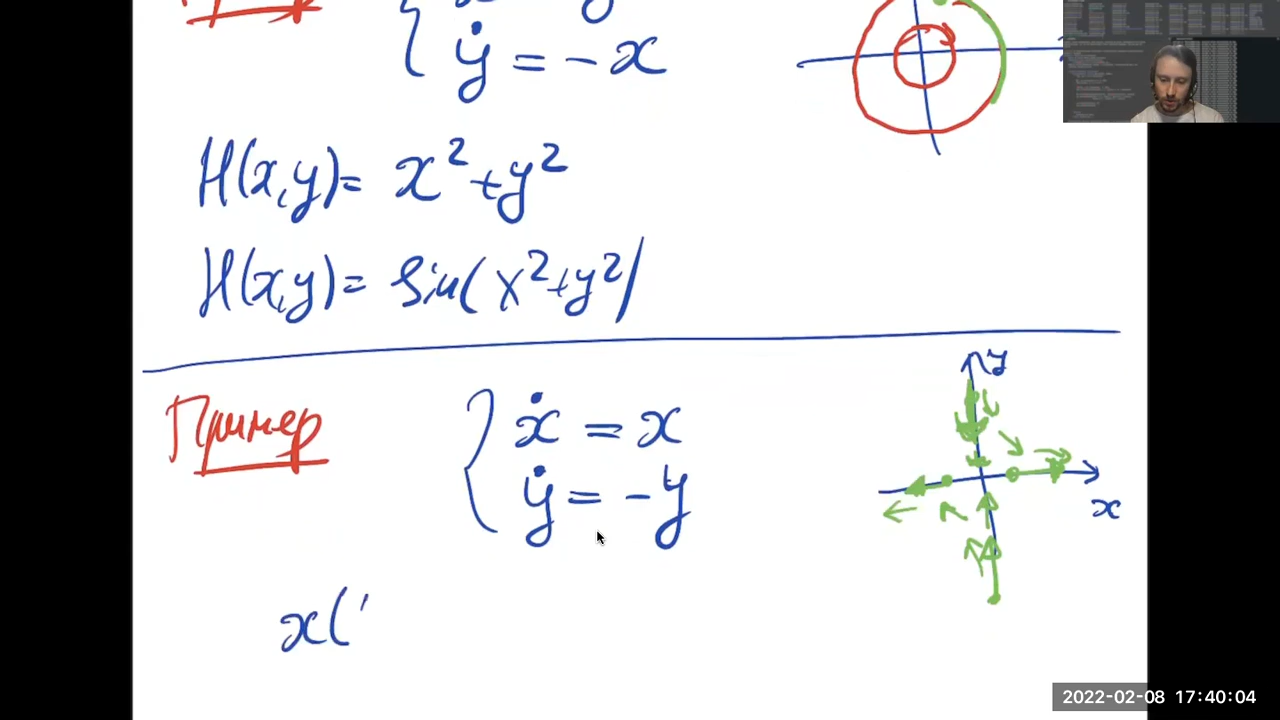 ẏ = -x
H(x,y)= x²+y²
H(x,y)= sin(x²+y²)
Пример
ẋ = x
ẏ = -y
y
x
x(
2022-02-08 17:40:04